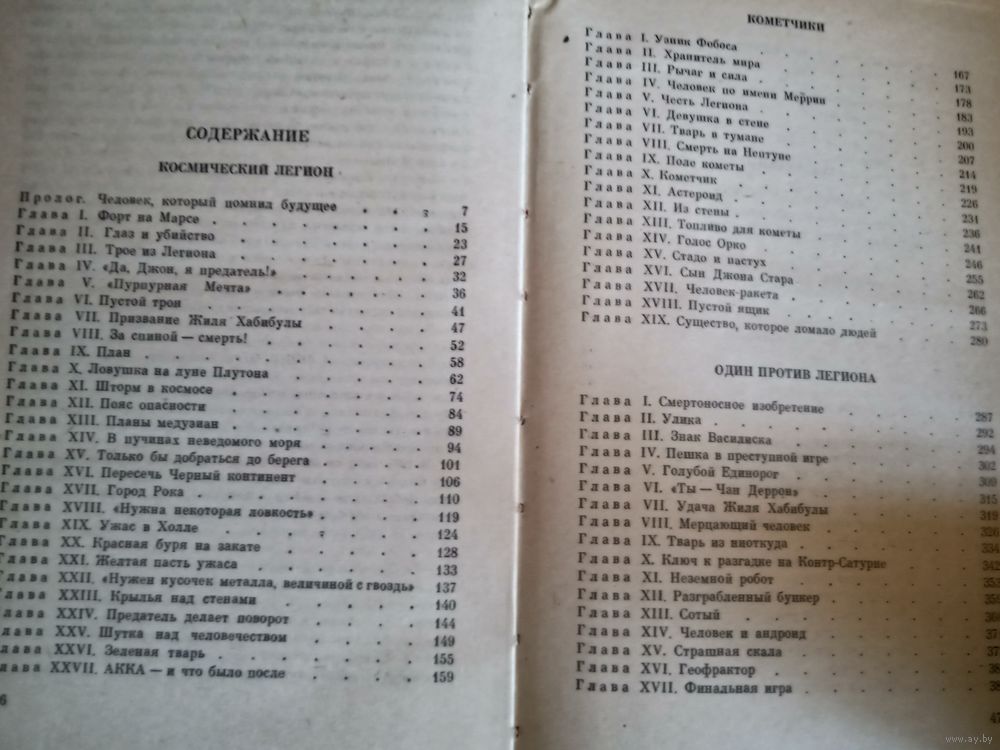 СОДЕРЖАНИЕ
КОСМИЧЕСКИЙ ЛЕГИОН
Пролог. Человек, который помнил будущее . . . 7
Глава I. Форт на Марсе . . . . . . . 15
Глава II. Глаз и убийство . . . . . . . 23
Глава III. Трое из Легиона . . . . . . . 27
Глава IV. «Да, Джон, я предатель!» . . . . . 32
Глава V. «Пурпурная Мечта» . . . . . . 36
Глава VI. Пустой трон . . . . . . . . 41
Глава VII. Призвание Жиля Хабибулы . . . . 47
Глава VIII. За спиной — смерть! . . . . . . 52
Глава IX. План . . . . . . . . . 58
Глава X. Ловушка на луне Плутона . . . . . 62
Глава XI. Шторм в космосе . . . . . . . 74
Глава XII. Пояс опасности . . . . . . . 84
Глава XIII. Планы медузиан . . . . . . . 89
Глава XIV. В пучинах неведомого моря . . . . 94
Глава XV. Только бы добраться до берега . . . . 101
Глава XVI. Пересечь Черный континент . . . . 106
Глава XVII. Город Рока . . . . . . . . 110
Глава XVIII. «Нужна некоторая ловкость» . . . . 119
Глава XIX. Ужас в Холле . . . . . . . 124
Глава XX. Красная буря на закате . . . . . 128
Глава XXI. Желтая пасть ужаса . . . . . . 133
Глава XXII. «Нужен кусочек металла, величиной с гвоздь» 137
Глава XXIII. Крылья над стенами . . . . . . 140
Глава XXIV. Предатель делает поворот . . . . . 144
Глава XXV. Шутка над человечеством . . . . . 149
лава XXVI. Зеленая тварь . . . . . . . 155
лава XXVII. АККА — и что было после . . . . . 159
6
КОМЕТЧИКИ
Глава I. Узник Фобоса . . . . . . .
Глава II. Хранитель мира . . . . . . 167
Глава III. Рычаг и сила . . . . . . . 173
Глава IV. Человек по имени Меррин . . . . 178
Глава V. Честь Легиона . . . . . . . 183
Глава VI. Девушка в стене . . . . . . 193
Глава VII. Тварь в тумане . . . . . . 200
Глава VIII. Смерть на Нептуне . . . . . 207
Глава IX. Поле кометы . . . . . . . 214
Глава X. Кометчик . . . . . . . . 219
Глава XI. Астероид . . . . . . . . 226
Глава XII. Из стены . . . . . . . . 231
Глава XIII. Топливо для кометы . . . . . 236
Глава XIV. Голос Орко . . . . . . . 241
Глава XV. Стадо и пастух . . . . . . 246
Глава XVI. Сын Джона Стара . . . . . . 255
Глава XVII. Человек-ракета . . . . . . 262
Глава XVIII. Пустой ящик . . . . . . . 266
Глава XIX. Существо, которое ломало людей . . . 273
280
ОДИН ПРОТИВ ЛЕГИОНА
Глава I. Смертоносное изобретение . . . . 287
Глава II. Улика . . . . . . . . . 292
Глава III. Знак Василиска . . . . . . 294
Глава IV. Пешка в преступной игре . . . . 302
Глава V. Голубой Единорог . . . . . . 309
Глава VI. «Ты — Чан Деррон» . . . . . . 315
Глава VII. Удача Жиля Хабибулы . . . . . 319
Глава VIII. Мерцающий человек . . . . . 326
Глава IX. Тварь из ниоткуда . . . . . . 334
Глава X. Ключ к разгадке на Контр-Сатурне . . . 342
Глава XI. Неземной робот . . . . . . . 353
Глава XII. Разграбленный бункер . . . . . 35
Глава XIII. Сотый . . . . . . . . . 36
Глава XIV. Человек и андроид . . . . . . 37
Глава XV. Страшная скала . . . . . . . 37
Глава XVI. Геофрактор . . . . . . . . 38
Глава XVII. Финальная игра . . . . . . 38
47
www.ay.by